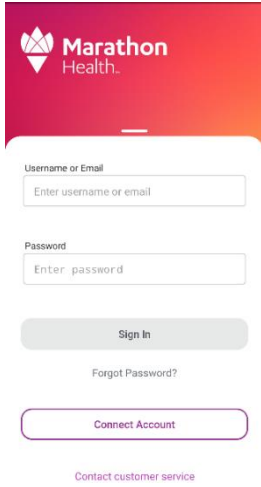 Marathon
Health.
Username or Email
Enter username or email
Password
Enter password
Sign In
Forgot Password?
Connect Account
Contact customer service